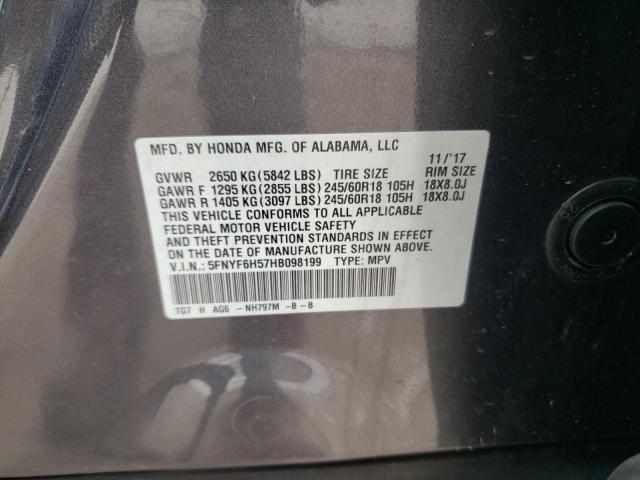 MFD. BY HONDA MFG. OF ALABAMA, LLC 11/'17
GVWR 2650 KG(5842 LBS) TIRE SIZE RIM SIZE
GAWR F 1295 KG(2855 LBS) 245/60R18 105H 18X8.0J
GAWR R 1405 KG(3097 LBS) 245/60R18 105H 18X8.0J
THIS VEHICLE CONFORMS TO ALL APPLICABLE
FEDERAL MOTOR VEHICLE SAFETY
AND THEFT PREVENTION STANDARDS IN EFFECT
ON THE DATE OF MANUFACTURE SHOWN ABOVE.
V.I.N.: 5FNYF6H57HB098199 TYPE: MPV
TG7 H AG6 -NH797M -B -B